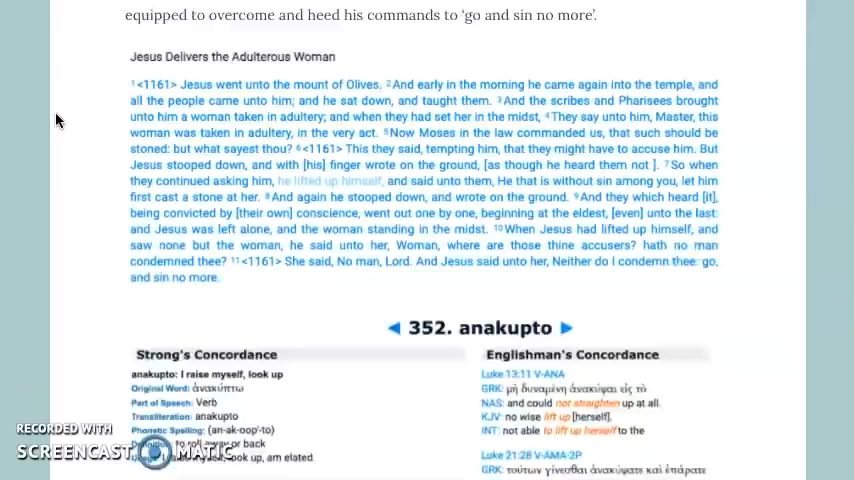 equipped to overcome and heed his commands to ‘go and sin no more’.
Jesus Delivers the Adulterous Woman
1 <1161> Jesus went unto the mount of Olives. 2 And early in the morning he came again into the temple, and
all the people came unto him; and he sat down, and taught them. 3 And the scribes and Pharisees brought
unto him a woman taken in adultery; and when they had set her in the midst, 4 They say unto him, Master, this
woman was taken in adultery, in the very act. 5 Now Moses in the law commanded us, that such should be
stoned: but what sayest thou? 6 <1161> This they said, tempting him, that they might have to accuse him. But
Jesus stooped down, and with [his] finger wrote on the ground, [as though he heard them not ]. 7 So when
they continued asking him, he lifted up himself, and said unto them, He that is without sin among you, let him
first cast a stone at her. 8 And again he stooped down, and wrote on the ground. 9 And they which heard [it],
being convicted by [their own] conscience, went out one by one, beginning at the eldest, [even] unto the last:
and Jesus was left alone, and the woman standing in the midst. 10 When Jesus had lifted up himself, and
saw none but the woman, he said unto her, Woman, where are those thine accusers? hath no man
condemned thee? 11 <1161> She said, No man, Lord. And Jesus said unto her, Neither do I condemn thee: go,
and sin no more.
352. anakupto
Strong's Concordance
anakupto: I raise myself, look up
Original Word: ἀνακύπτω
Part of Speech: Verb
Transliteration: anakupto
Phonetic Spelling: (an-ak-oop'-to)
to roll away or back
look up, am elated.
Englishman's Concordance
Luke 13:11 V-ANA
GRK: μὴ δυναμένη ἀνακύψαι εἰς τὸ
NAS: and could not straighten up at all.
KJV: no wise lift up [herself].
INT: not able to lift up herself to the
Luke 21:28 V-AMA-2P
GRK: τούτων γίνεσθαι ἀνακύψατε καὶ ἐπάρατε
RECORDED WITH
SCREENCAST MATIC